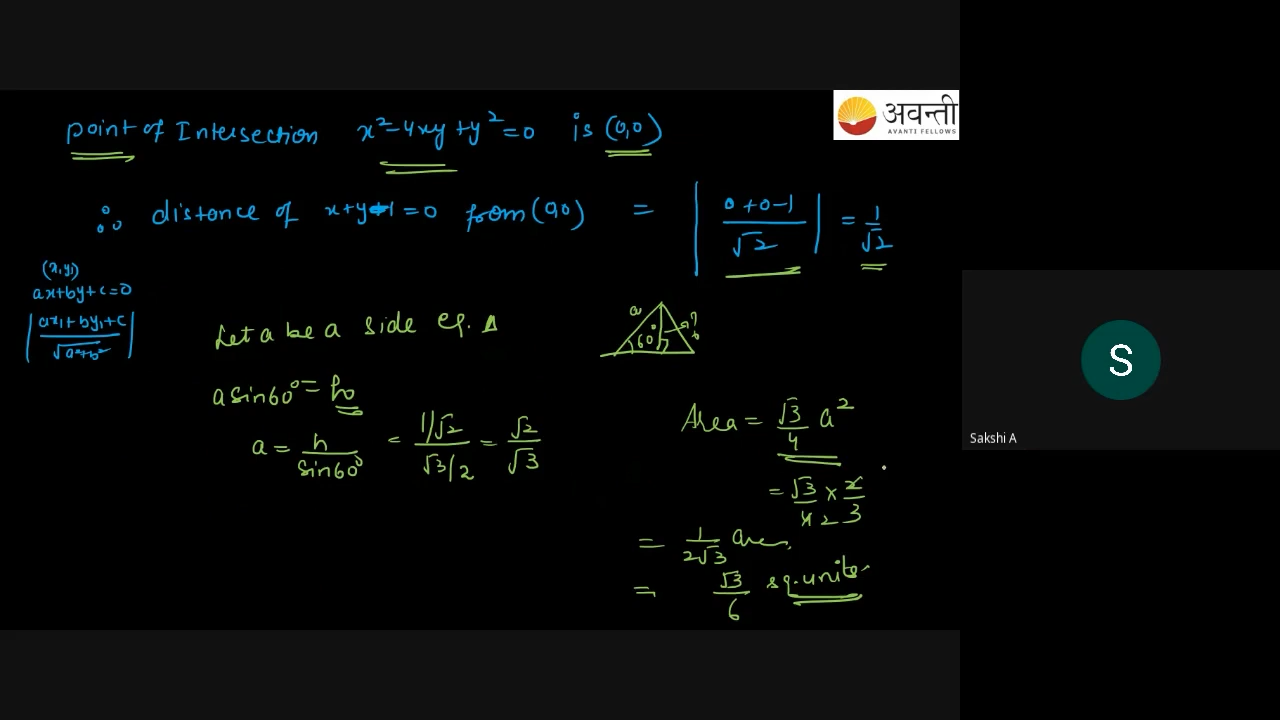 अवन्ती
AVANTI FELLOWS
Point of Intersection x²-4xy+y²=0 is (0,0)
∴ distance of x+y-1=0 from (0,0) = |0+0-1/√2| = 1/√2
(x,y₁)
ax+by+c=0
|ax₁+by₁+c/√a²+b²|
Let a be a side eq. Δ
a
60°
?
a sin60° = h
a = h/sin60° = 1/√2/√3/2 = √2/√3
Area = √3/4 a²
= √3/4 2 × 2/3
= 1/2√3
= √3/6 sq.units
S
Sakshi A